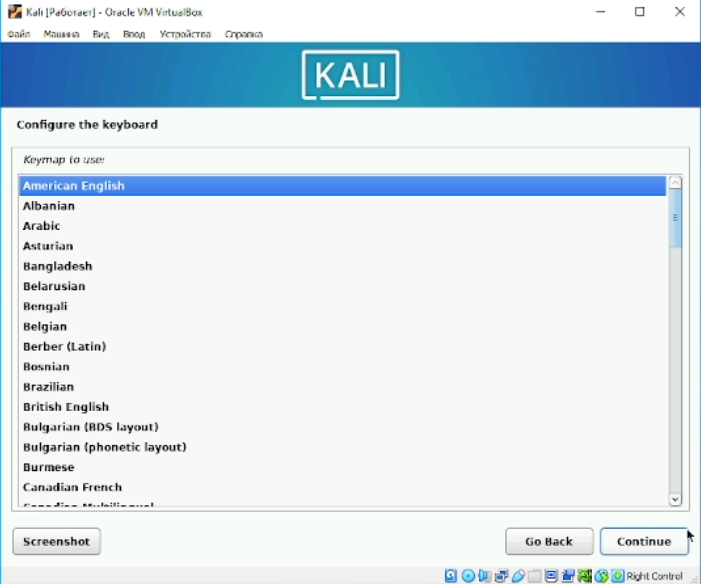 Kali [Работает] - Oracle VM VirtualBox
Файл Машина Вид Ввод Устройства Справка
KALI
Configure the keyboard
Keymap to use:
American English
Albanian
Arabic
Asturian
Bangladesh
Belarusian
Bengali
Belgian
Berber (Latin)
Bosnian
Brazilian
British English
Bulgarian (BDS layout)
Bulgarian (phonetic layout)
Burmese
Canadian French
Canadian Multilingual
Screenshot Go Back Continue
Right Control